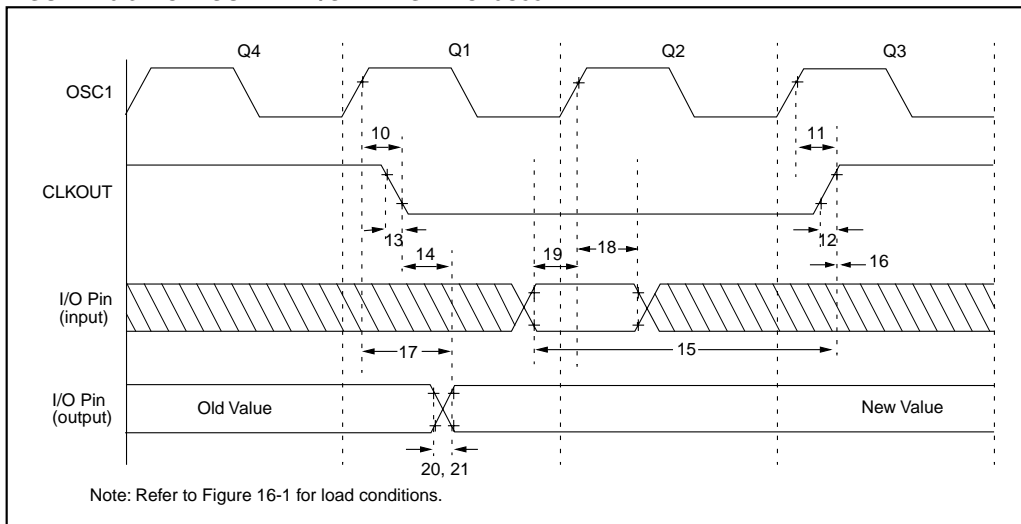 Q4 Q1 Q2 Q3
OSC1
10 11
CLKOUT
13 12
14 19 18 16
I/O Pin
(input)
17 15
I/O Pin
(output)
Old Value New Value
20, 21
Note: Refer to Figure 16-1 for load conditions.